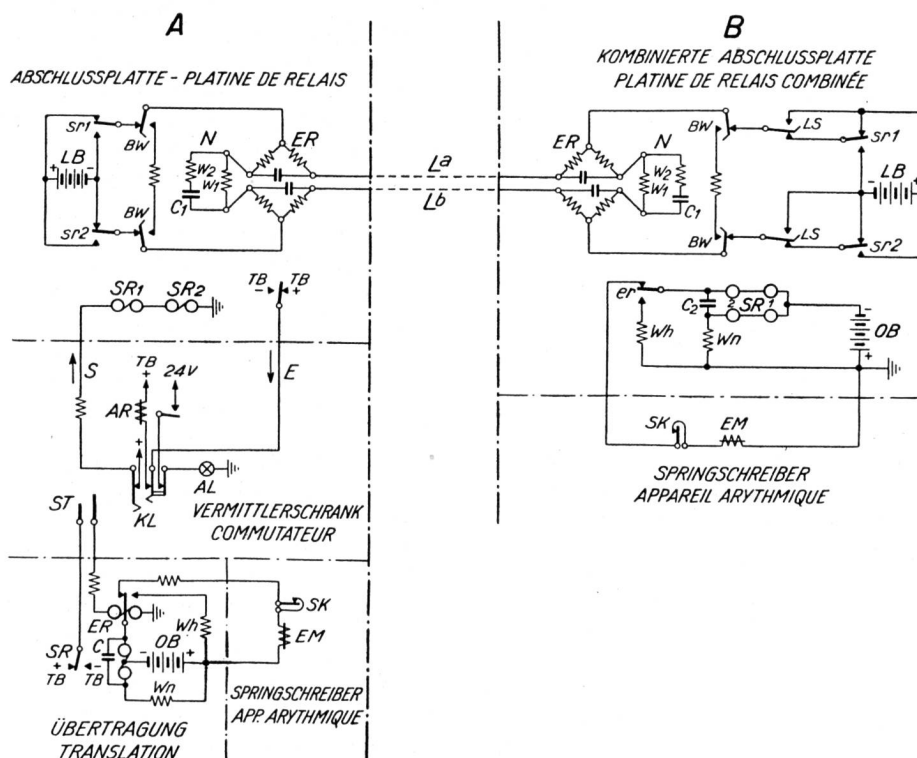 A
B
ABSCHLUSSPLATTE - PLATINE DE RELAIS
KOMBINIERTE ABSCHLUSSPLATTE
PLATINE DE RELAIS COMBINÉE
sr1
BW
+ LB -
BW
sr2
N
W2
W1
C1
ER
La
Lb
ER
N
W2
W1
C1
BW
BW
LS
LS
sr1
LB
+
sr2
SR1 SR2
TB TB
- +
S
TB
+
24V
AR
E
+
KL
AL
VERMITTLERSCHRANK
COMMUTATEUR
er
Wh
C2
2 SR 1
Wn
-
OB
+
SK
EM
SPRINGSCHREIBER
APPAREIL ARYTHMIQUE
ST
ER
Wh
SK
EM
SR
C
- OB +
+ -
TB TB
Wn
ÜBERTRAGUNG
TRANSLATION
SPRINGSCHREIBER
APP. ARYTHMIQUE